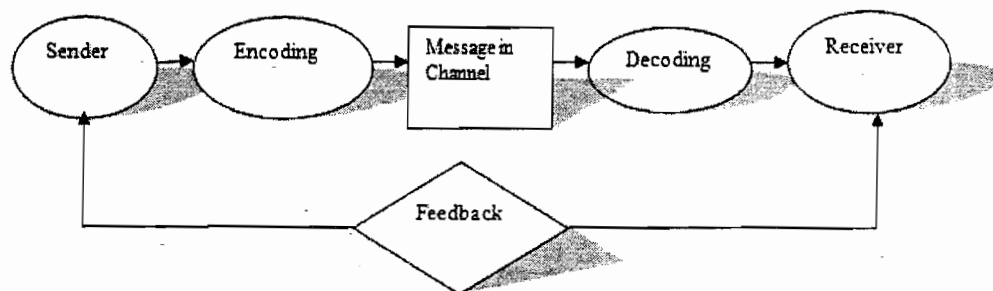 Sender
Encoding
Message in
Channel
Decoding
Receiver
Feedback